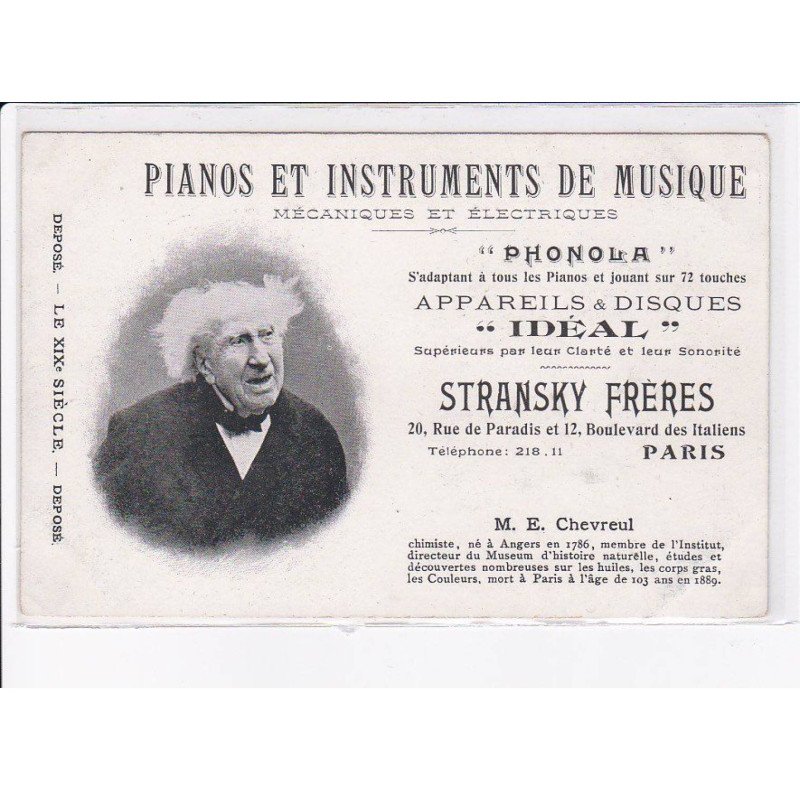 PIANOS ET INSTRUMENTS DE MUSIQUE
MÉCANIQUES ET ÉLECTRIQUES
"PHONOLA"
S'adaptant à tous les Pianos et jouant sur 72 touches
APPAREILS & DISQUES
"IDÉAL"
Supérieurs par leur Clarté et leur Sonorité
STRANSKY FRÈRES
20, Rue de Paradis et 12, Boulevard des Italiens
Téléphone: 218.11 PARIS
M. E. Chevreul
chimiste, né à Angers en 1786, membre de l'Institut,
directeur du Museum d'histoire naturelle, études et
découvertes nombreuses sur les huiles, les corps gras,
les Couleurs, mort à Paris à l'âge de 103 ans en 1889.
DEPOSÉ. — LE XIXe SIÈCLE. — DEPOSÉ.